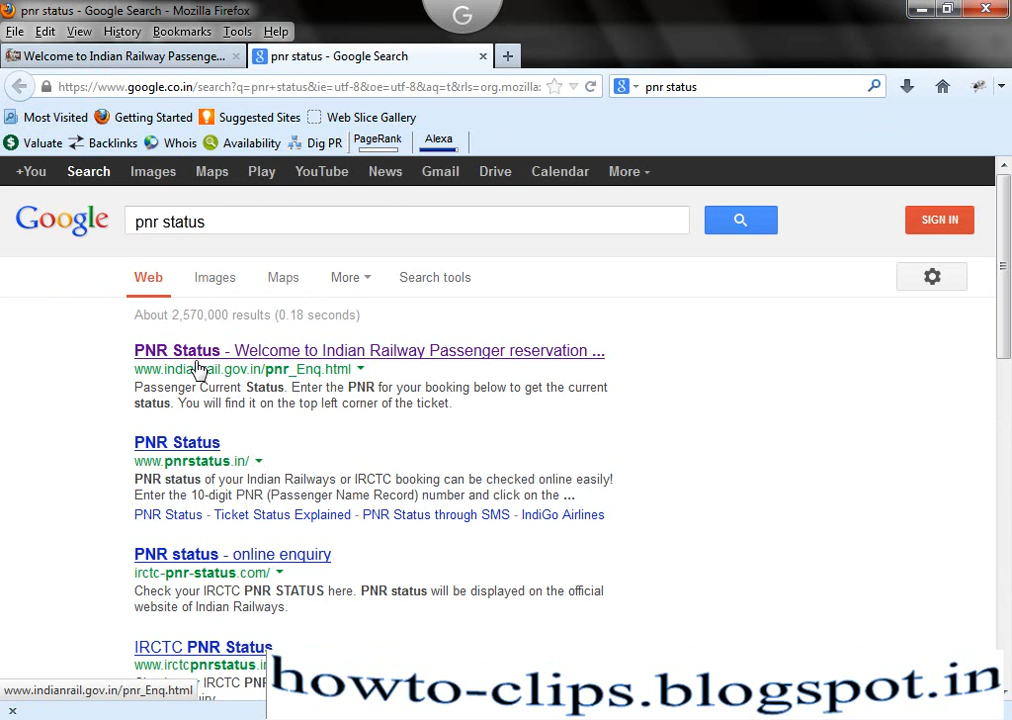 pnr status - Google Search - Mozilla Firefox
G
File Edit View History Bookmarks Tools Help
Welcome to Indian Railway Passenge... × pnr status - Google Search × +
https://www.google.co.in/search?q=pnr+status&ie=utf-8&oe=utf-8&aq=t&rls=org.mozilla: pnr status
Most Visited Getting Started Suggested Sites Web Slice Gallery
Valuate Backlinks Whois Availability Dig PR PageRank Alexa
+You Search Images Maps Play YouTube News Gmail Drive Calendar More
Google pnr status SIGN IN
Web Images Maps More Search tools
About 2,570,000 results (0.18 seconds)
PNR Status - Welcome to Indian Railway Passenger reservation ...
www.indianrail.gov.in/pnr_Enq.html
Passenger Current Status. Enter the PNR for your booking below to get the current
status. You will find it on the top left corner of the ticket.
PNR Status
www.pnrstatus.in/
PNR status of your Indian Railways or IRCTC booking can be checked online easily!
Enter the 10-digit PNR (Passenger Name Record) number and click on the ...
PNR Status - Ticket Status Explained - PNR Status through SMS - IndiGo Airlines
PNR status - online enquiry
irctc-pnr-status.com/
Check your IRCTC PNR STATUS here. PNR status will be displayed on the official
website of Indian Railways.
IRCTC PNR Status
www.irctcpnrstatus.in
Check IRCTC PNR
www.indianrail.gov.in/pnr_Enq.html
howto-clips.blogspot.in
×